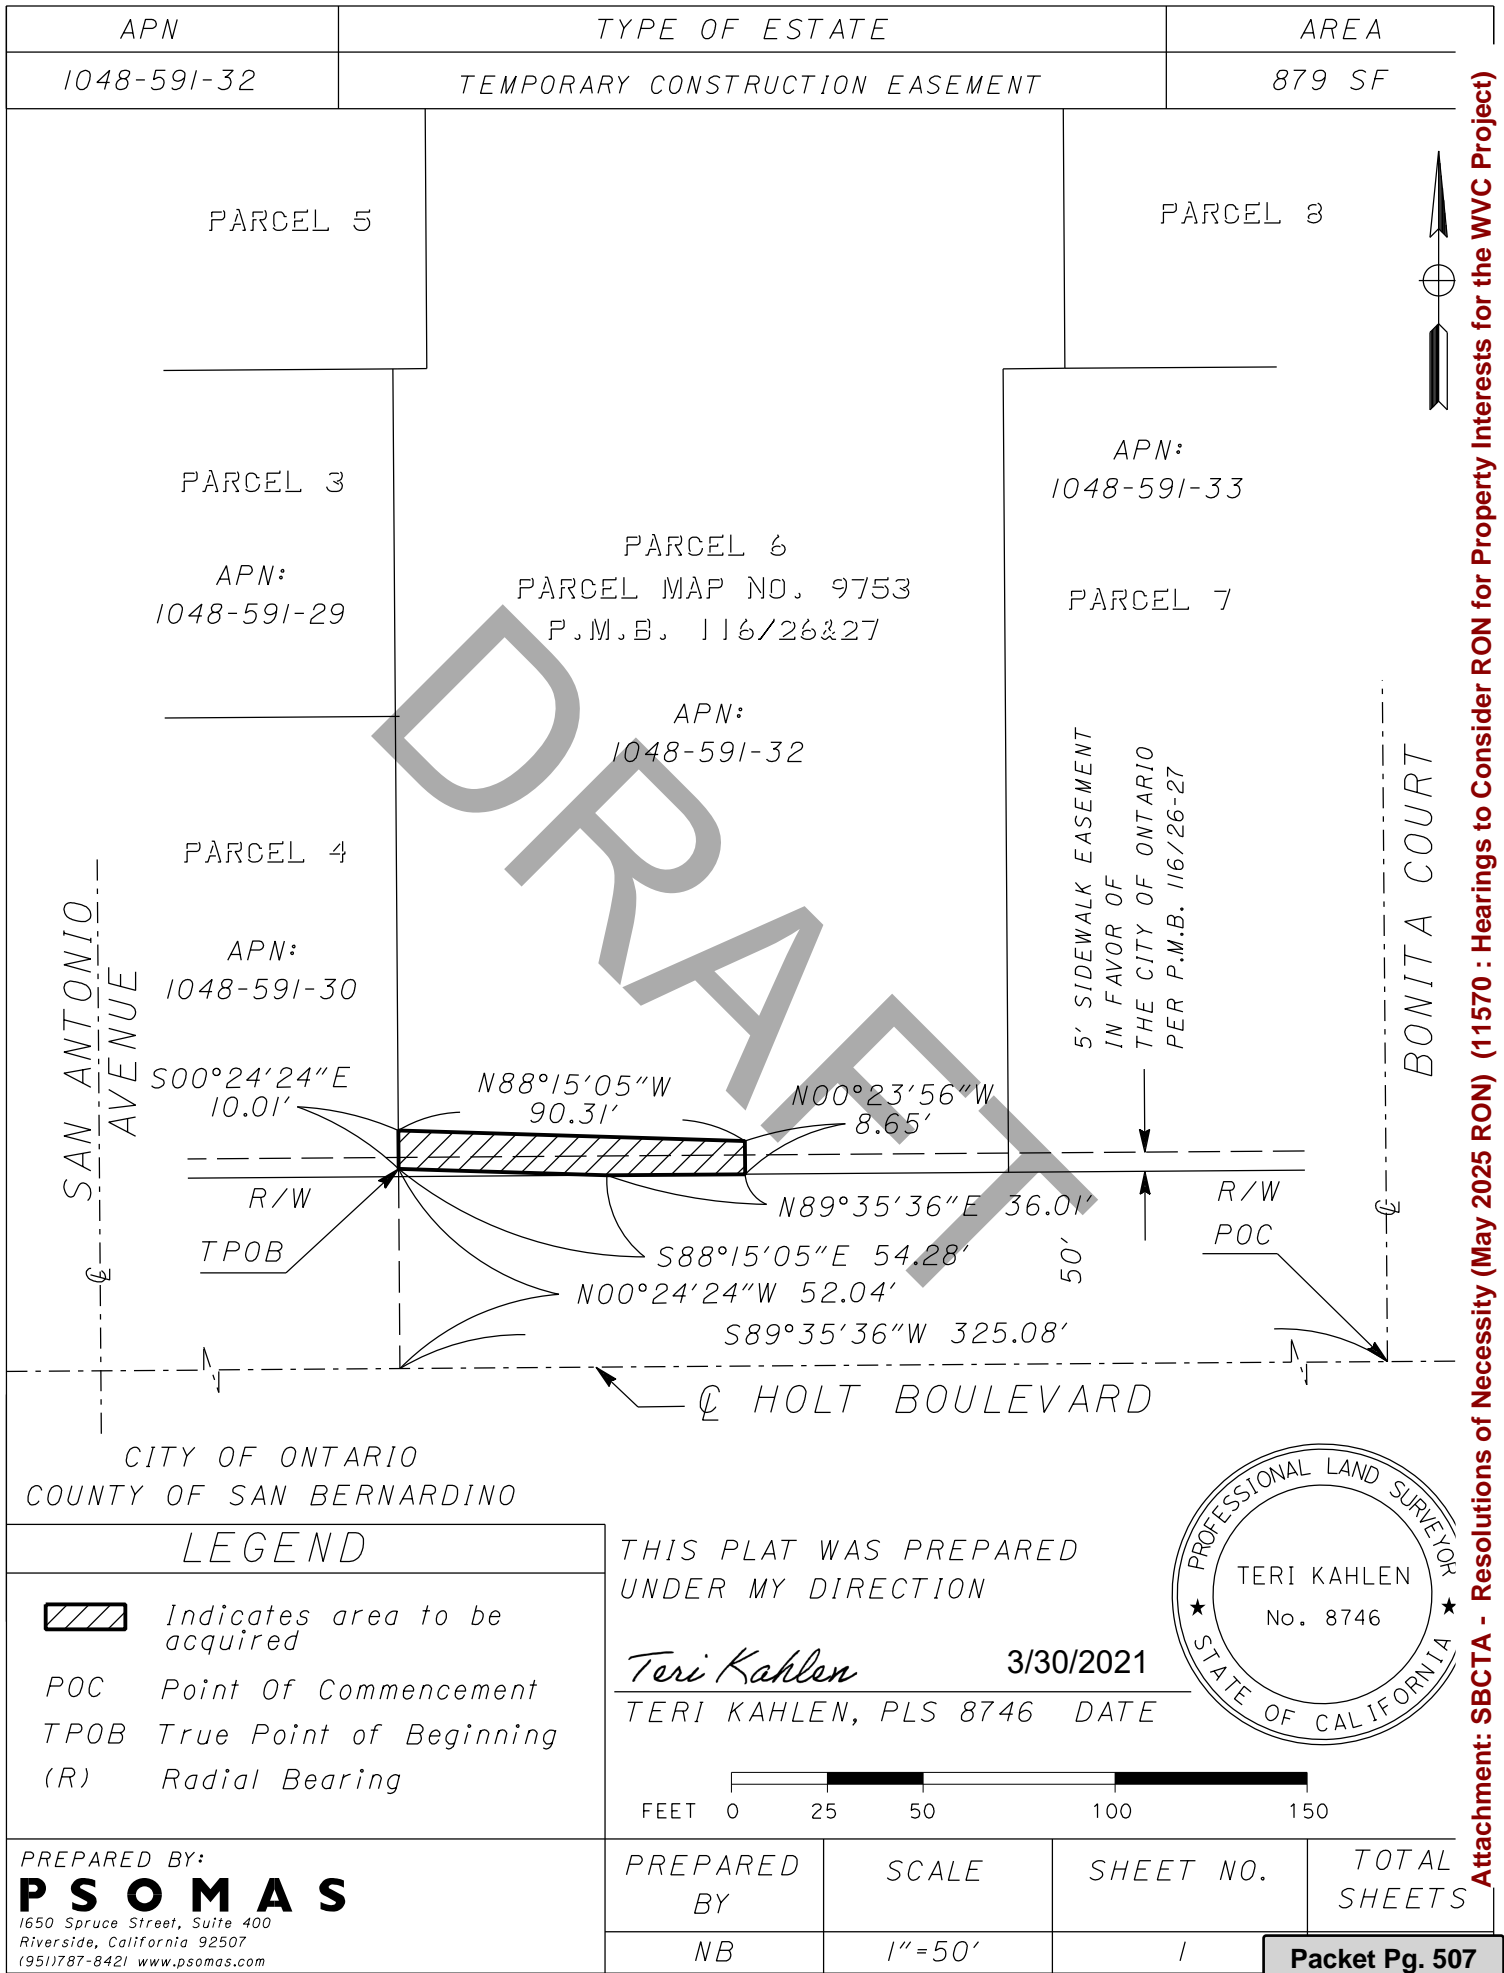 APN TYPE OF ESTATE AREA
1048-591-32 TEMPORARY CONSTRUCTION EASEMENT 879 SF
PARCEL 5
PARCEL 8
PARCEL 3
APN:
1048-591-29
PARCEL 6
PARCEL MAP NO. 9753
P.M.B. 116/26&27
APN:
1048-591-32
APN:
1048-591-33
PARCEL 7
PARCEL 4
APN:
1048-591-30
DRAFT
5' SIDEWALK EASEMENT
IN FAVOR OF
THE CITY OF ONTARIO
PER P.M.B. 116/26-27
SAN ANTONIO
AVENUE
BONITA COURT
S00°24'24"E
10.01'
N88°15'05"W
90.31'
N00°23'56"W
8.65'
R/W
TPOB
N89°35'36"E 36.01'
S88°15'05"E 54.28'
N00°24'24"W 52.04'
S89°35'36"W 325.08'
50'
R/W
POC
℄
℄
℄ HOLT BOULEVARD
CITY OF ONTARIO
COUNTY OF SAN BERNARDINO
LEGEND
Indicates area to be
acquired
POC Point Of Commencement
TPOB True Point of Beginning
(R) Radial Bearing
THIS PLAT WAS PREPARED
UNDER MY DIRECTION
Teri Kahlen 3/30/2021
TERI KAHLEN, PLS 8746 DATE
PROFESSIONAL LAND SURVEYOR
TERI KAHLEN
No. 8746
STATE OF CALIFORNIA
FEET 0 25 50 100 150
PREPARED BY:
PSOMAS
1650 Spruce Street, Suite 400
Riverside, California 92507
(951)787-8421 www.psomas.com
PREPARED
BY
SCALE
SHEET NO.
TOTAL
SHEETS
NB 1"=50' 1
Packet Pg. 507
Attachment: SBCTA - Resolutions of Necessity (May 2025 RON) (11570 : Hearings to Consider RON for Property Interests for the WVC Project)